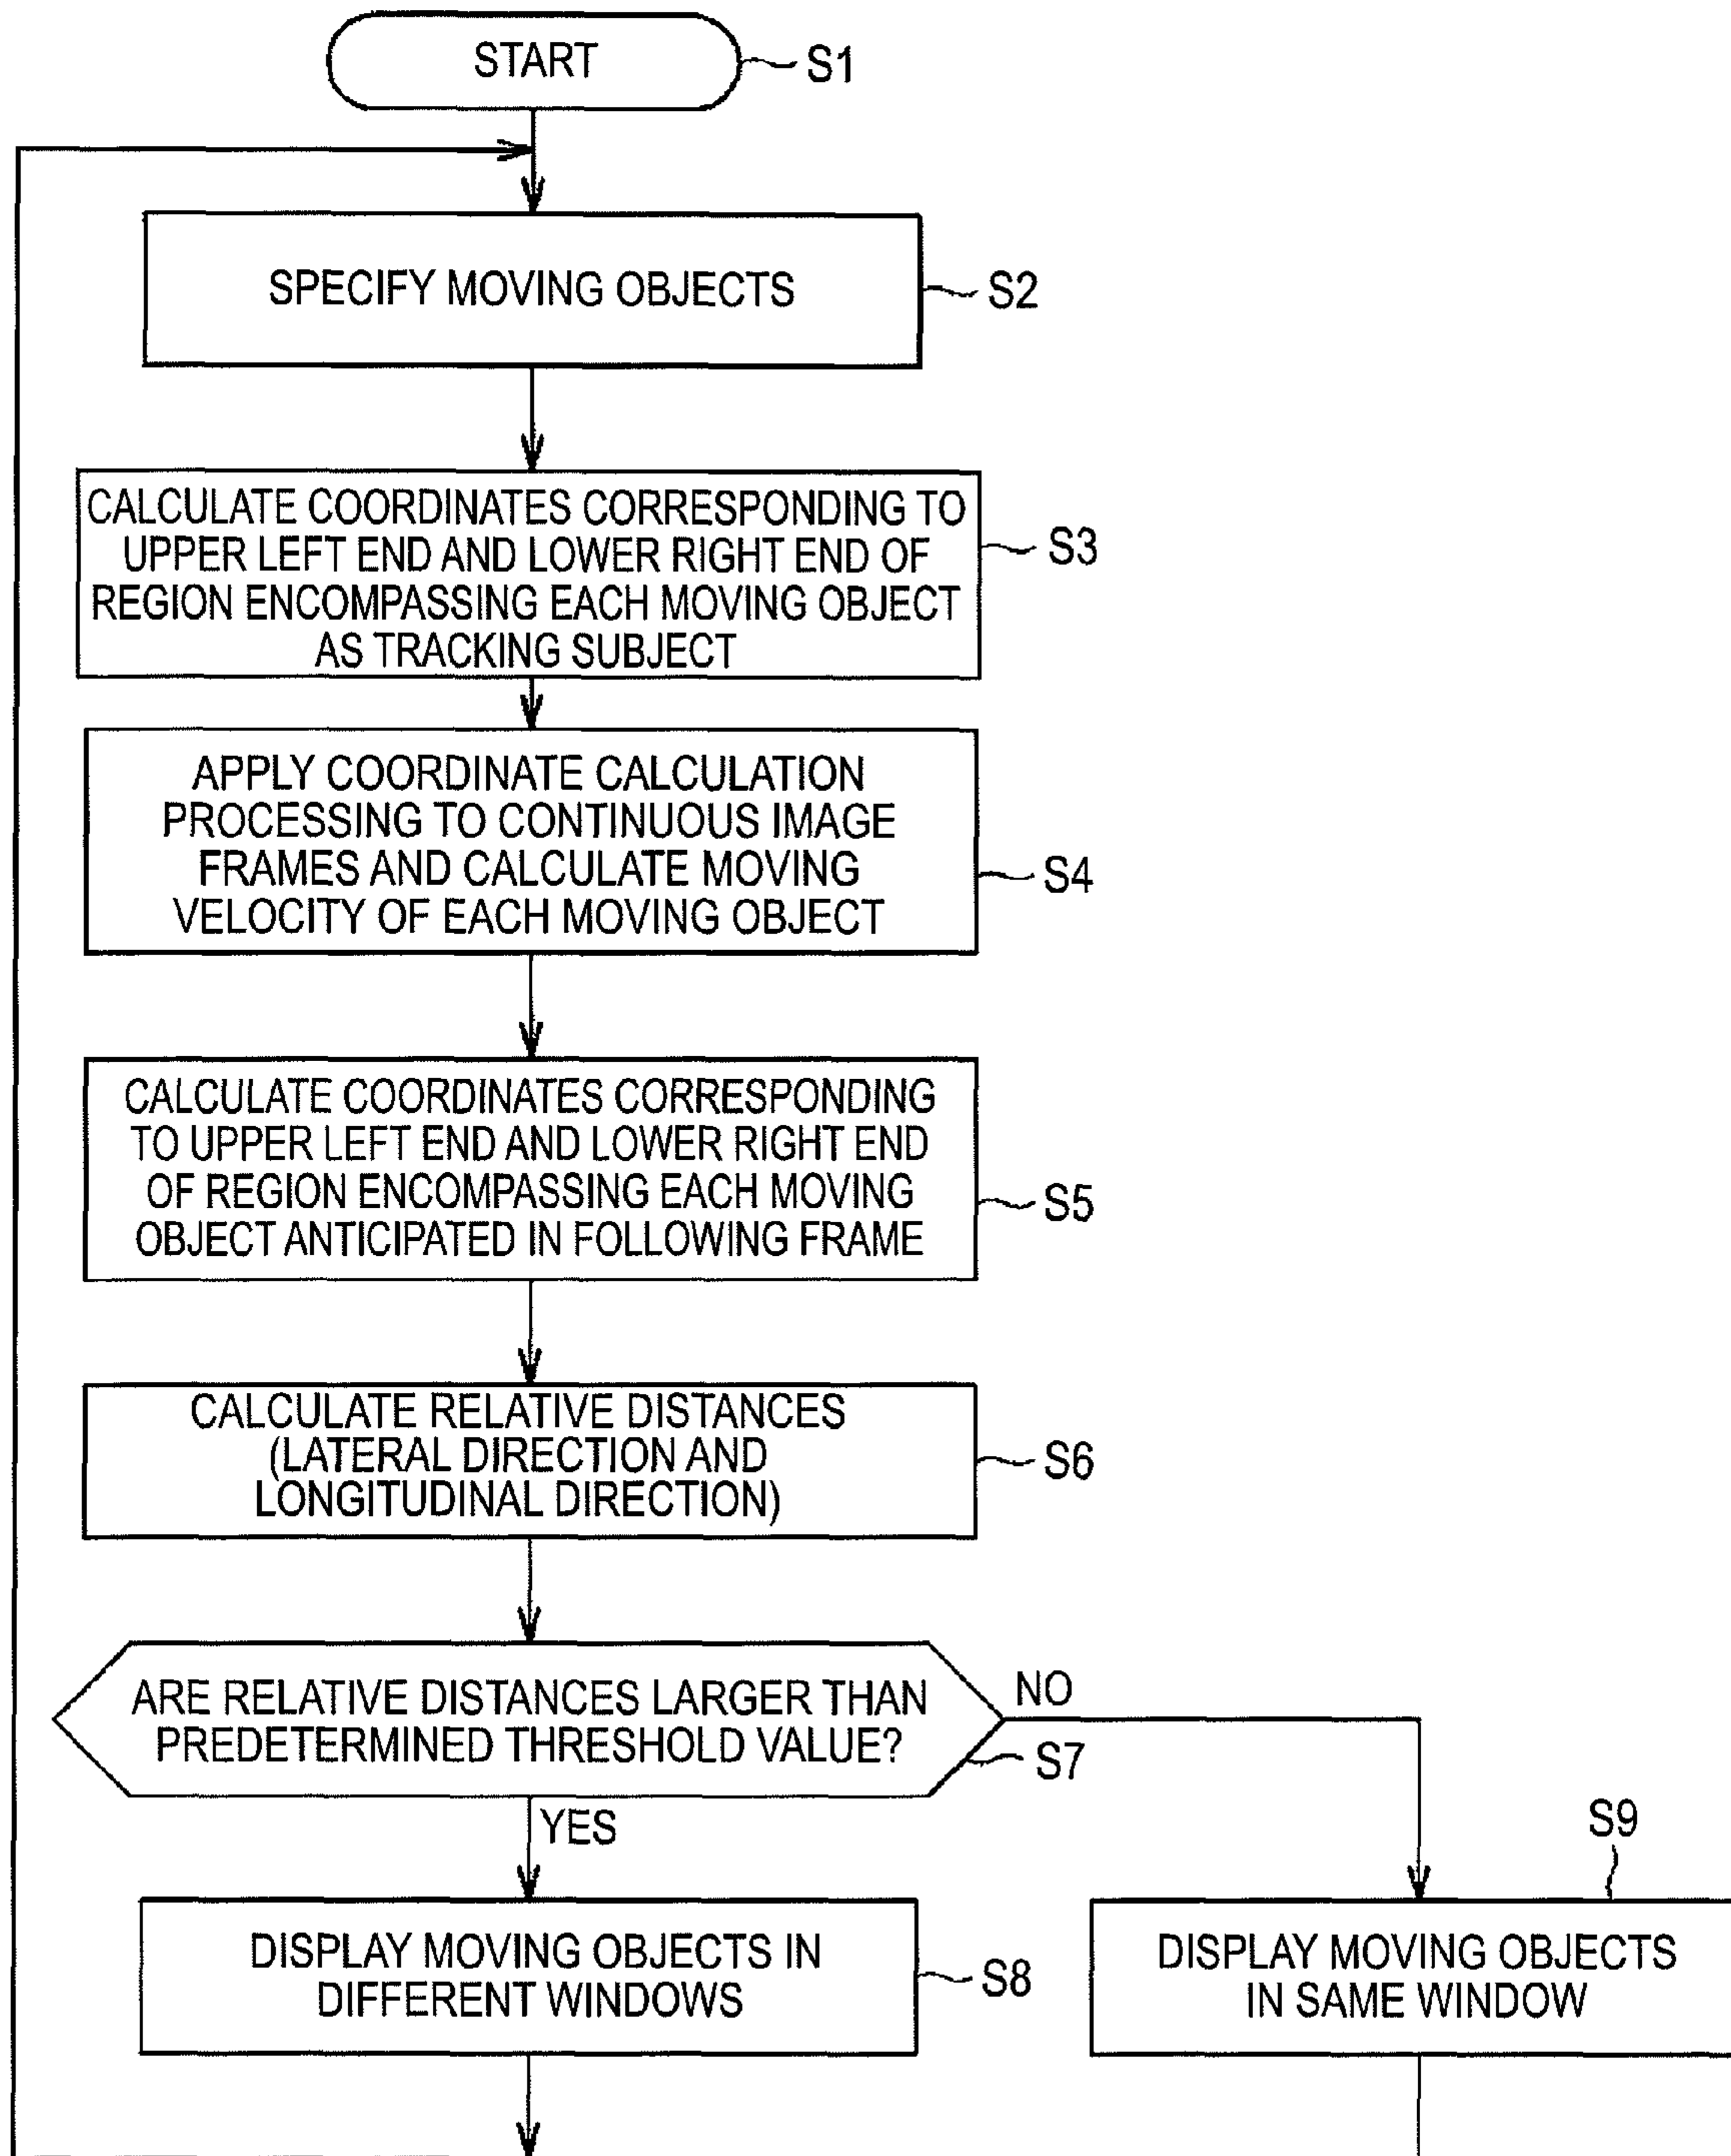 START
S1
SPECIFY MOVING OBJECTS
S2
CALCULATE COORDINATES CORRESPONDING TO
UPPER LEFT END AND LOWER RIGHT END OF
REGION ENCOMPASSING EACH MOVING OBJECT
AS TRACKING SUBJECT
S3
APPLY COORDINATE CALCULATION
PROCESSING TO CONTINUOUS IMAGE
FRAMES AND CALCULATE MOVING
VELOCITY OF EACH MOVING OBJECT
S4
CALCULATE COORDINATES CORRESPONDING
TO UPPER LEFT END AND LOWER RIGHT END
OF REGION ENCOMPASSING EACH MOVING
OBJECT ANTICIPATED IN FOLLOWING FRAME
S5
CALCULATE RELATIVE DISTANCES
(LATERAL DIRECTION AND
LONGITUDINAL DIRECTION)
S6
ARE RELATIVE DISTANCES LARGER THAN
PREDETERMINED THRESHOLD VALUE?
S7
NO
YES
DISPLAY MOVING OBJECTS IN
DIFFERENT WINDOWS
S8
S9
DISPLAY MOVING OBJECTS
IN SAME WINDOW